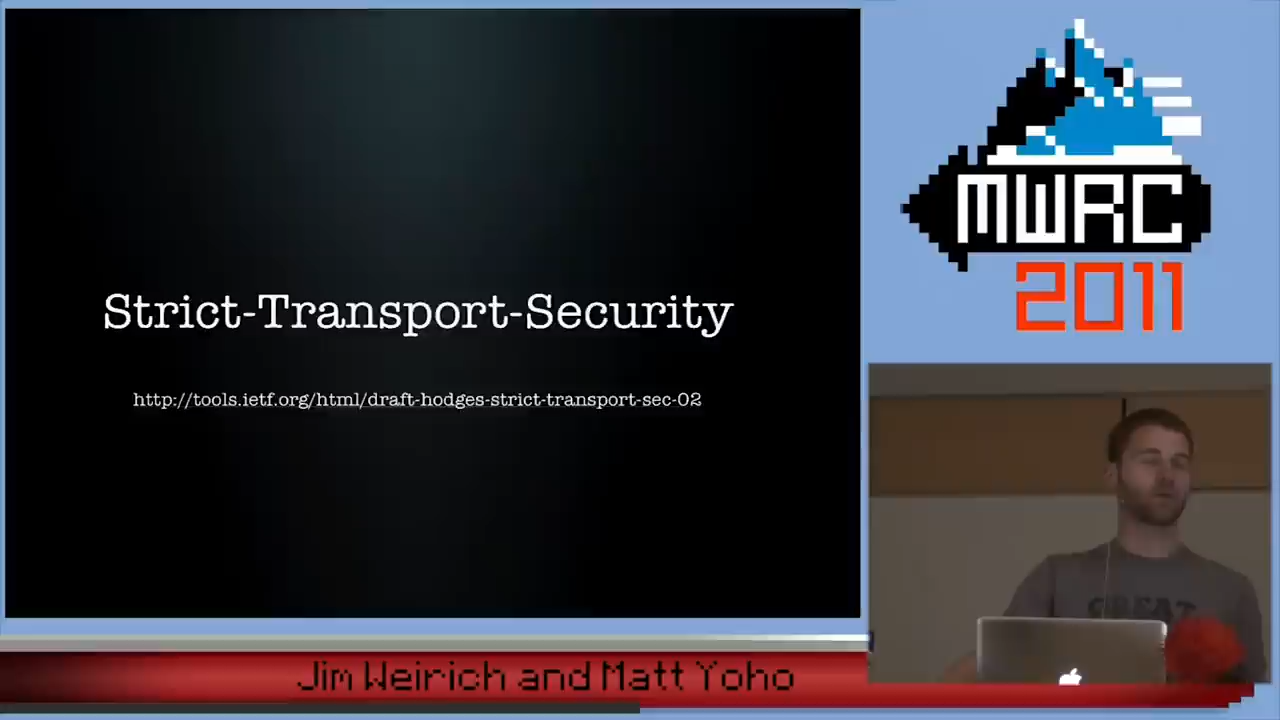 Strict-Transport-Security
http://tools.ietf.org/html/draft-hodges-strict-transport-sec-02
MWRC
2011
GREAT
Jim Weirich and Matt Yoho